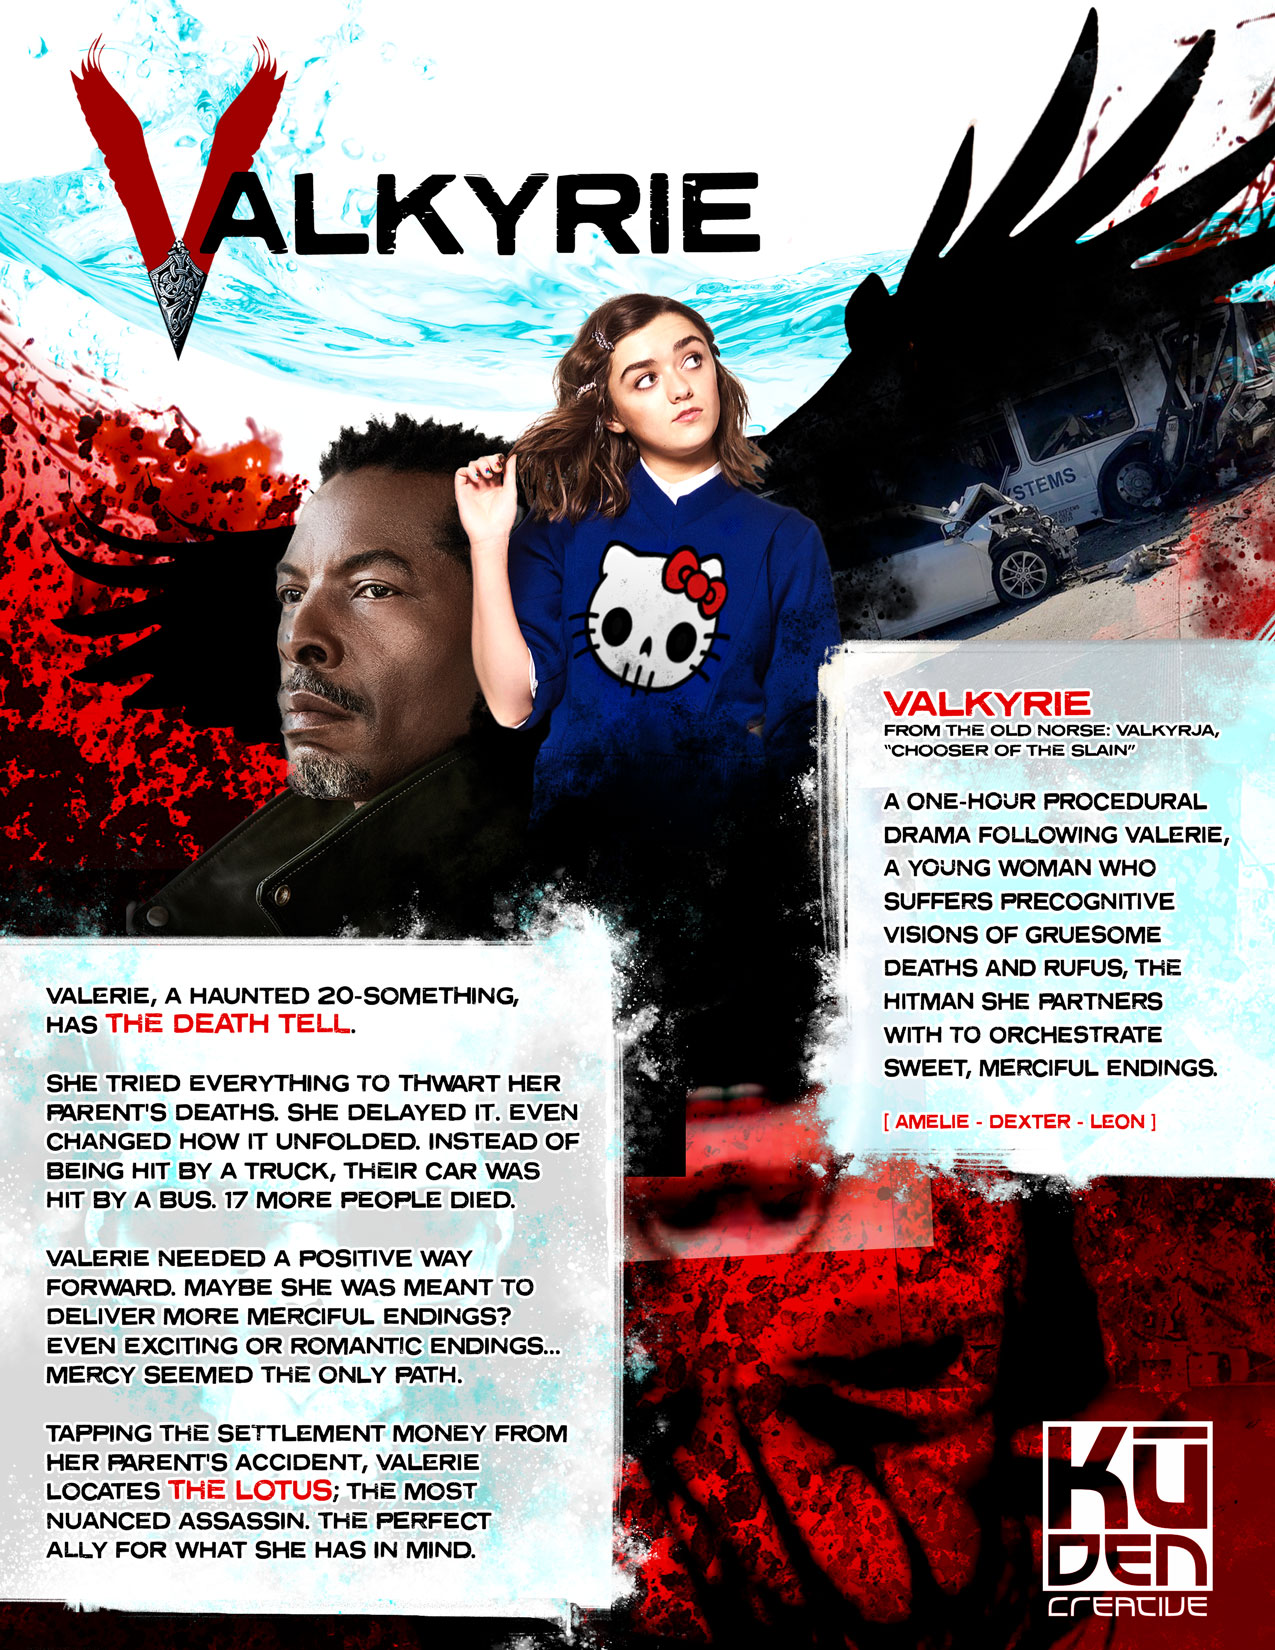 VALKYRIE
YSTEMS
VALKYRIE
FROM THE OLD NORSE: VALKYRJA,
"CHOOSER OF THE SLAIN"
A ONE-HOUR PROCEDURAL
DRAMA FOLLOWING VALERIE,
A YOUNG WOMAN WHO
SUFFERS PRECOGNITIVE
VISIONS OF GRUESOME
DEATHS AND RUFUS, THE
HITMAN SHE PARTNERS
WITH TO ORCHESTRATE
SWEET, MERCIFUL ENDINGS.
[ AMELIE - DEXTER - LEON ]
VALERIE, A HAUNTED 20-SOMETHING,
HAS THE DEATH TELL.
SHE TRIED EVERYTHING TO THWART HER
PARENT'S DEATHS. SHE DELAYED IT. EVEN
CHANGED HOW IT UNFOLDED. INSTEAD OF
BEING HIT BY A TRUCK, THEIR CAR WAS
HIT BY A BUS. 17 MORE PEOPLE DIED.
VALERIE NEEDED A POSITIVE WAY
FORWARD. MAYBE SHE WAS MEANT TO
DELIVER MORE MERCIFUL ENDINGS?
EVEN EXCITING OR ROMANTIC ENDINGS...
MERCY SEEMED THE ONLY PATH.
TAPPING THE SETTLEMENT MONEY FROM
HER PARENT'S ACCIDENT, VALERIE
LOCATES THE LOTUS; THE MOST
NUANCED ASSASSIN. THE PERFECT
ALLY FOR WHAT SHE HAS IN MIND.
KŪ
DEN
CREATIVE